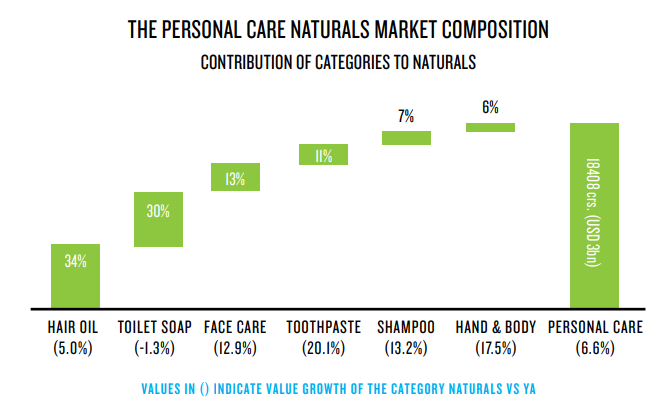 THE PERSONAL CARE NATURALS MARKET COMPOSITION
CONTRIBUTION OF CATEGORIES TO NATURALS
34%
30%
13%
11%
7%
6%
18408 crs. (USD 3bn)
HAIR OIL
(5.0%)
TOILET SOAP
(-1.3%)
FACE CARE
(12.9%)
TOOTHPASTE
(20.1%)
SHAMPOO
(13.2%)
HAND & BODY
(17.5%)
PERSONAL CARE
(6.6%)
VALUES IN () INDICATE VALUE GROWTH OF THE CATEGORY NATURALS VS YA